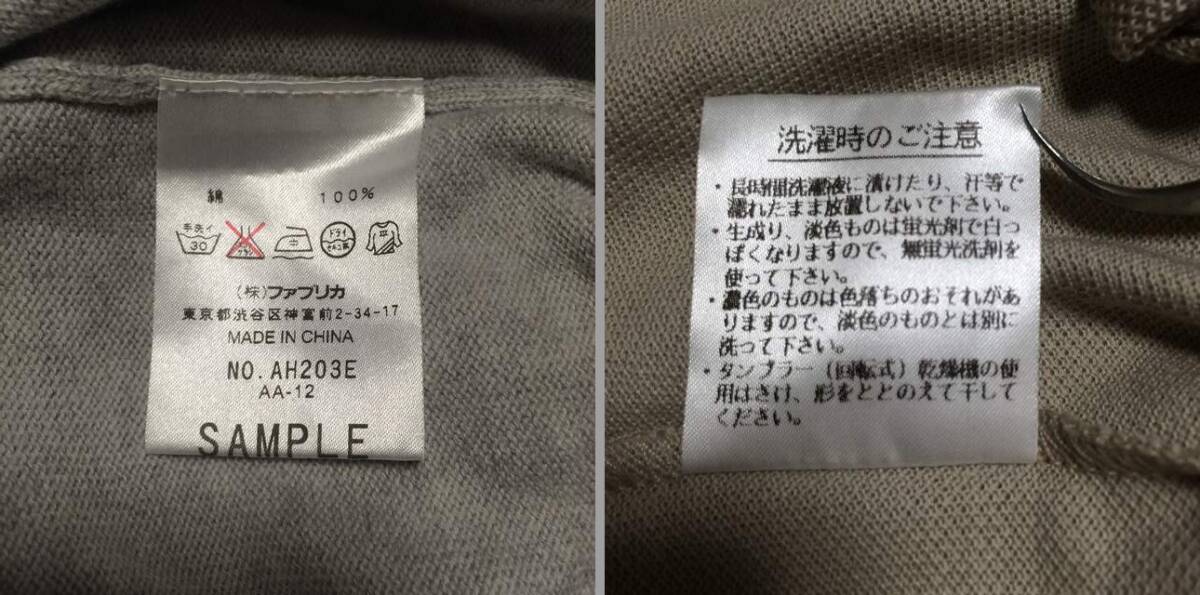 綿 100%
手洗イ 30 中 ドライ 平
(株)ファブリカ
東京都渋谷区神宮前2-34-17
MADE IN CHINA
NO. AH203E
AA-12
SAMPLE
洗濯時のご注意
・長時間洗濯液に漬けたり、汗等で
濡れたまま放置しないで下さい。
・生成り、淡色ものは蛍光剤で白っ
ぽくなりますので、無蛍光洗剤を
使って下さい。
・濃色のものは色落ちのおそれがあ
りますので、淡色のものとは別に
洗って下さい。
・タンブラー(回転式)乾燥機の使
用はさけ、形をととのえて干して
ください。